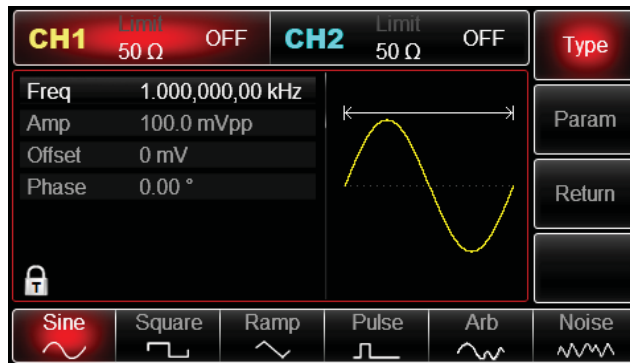 CH1 Limit 50 Ω OFF CH2 Limit 50 Ω OFF
Type
Freq 1.000,000,00 kHz
Amp 100.0 mVpp
Offset 0 mV
Phase 0.00 °
Param
Return
T
Sine Square Ramp Pulse Arb Noise